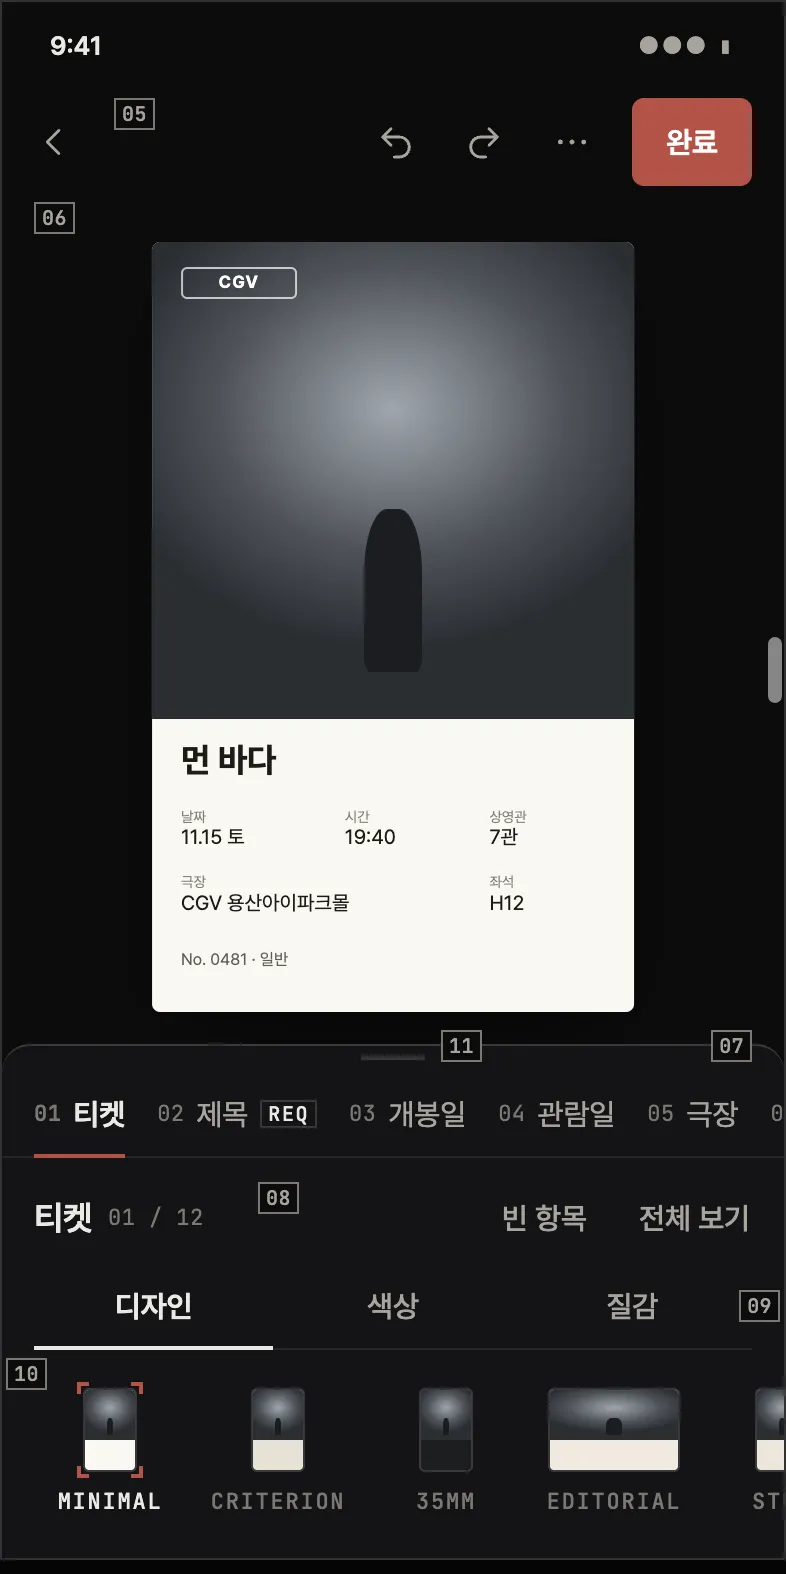 9:41
05
완료
06
CGV
먼 바다
날짜 시간 상영관
11.15 토 19:40 7관
극장 좌석
CGV 용산아이파크몰 H12
No. 0481 · 일반
11 07
01 티켓 02 제목 REQ 03 개봉일 04 관람일 05 극장 0
티켓 01 / 12 08 빈 항목 전체 보기
디자인 색상 질감 09
10
MINIMAL CRITERION 35MM EDITORIAL ST